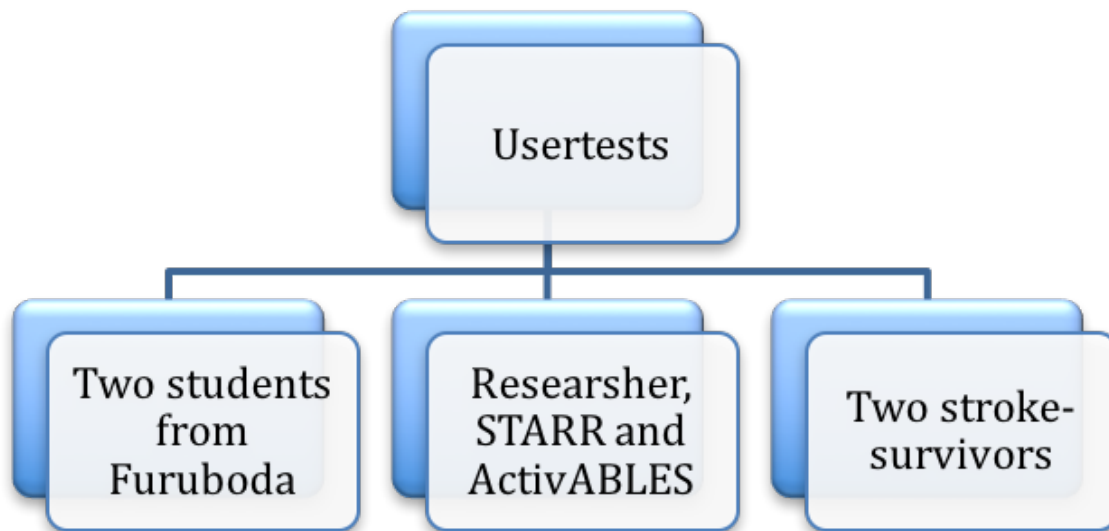 Usertests
Two students
from
Furuboda
Researsher,
STARR and
ActivABLES
Two stroke-
survivors